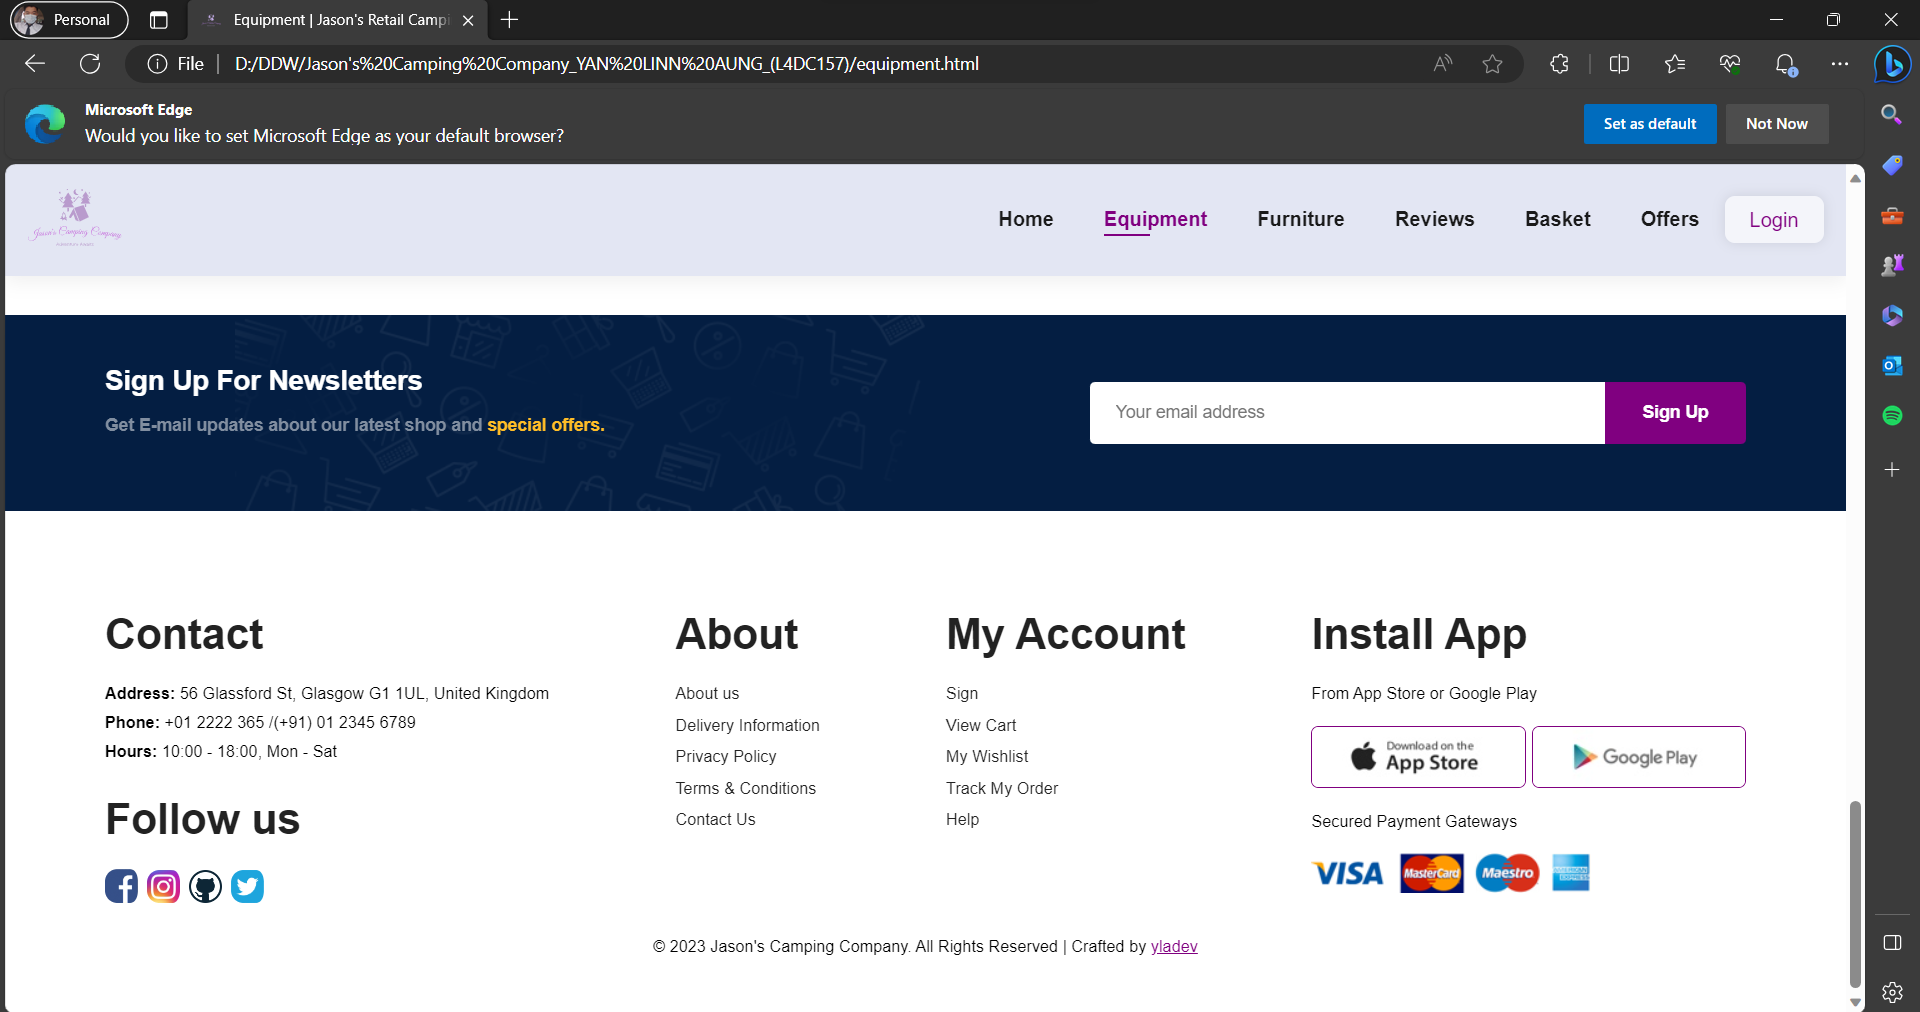 Personal
Equipment | Jason's Retail Campi
File
D:/DDW/Jason's%20Camping%20Company_YAN%20LINN%20AUNG_(L4DC157)/equipment.html
Microsoft Edge
Would you like to set Microsoft Edge as your default browser?
Set as default
Not Now
Jason's Camping Company
Home
Equipment
Furniture
Reviews
Basket
Offers
Login
Sign Up For Newsletters
Get E-mail updates about our latest shop and special offers.
Your email address
Sign Up
Contact
Address: 56 Glassford St, Glasgow G1 1UL, United Kingdom
Phone: +01 2222 365 /(+91) 01 2345 6789
Hours: 10:00 - 18:00, Mon - Sat
Follow us
About
About us
Delivery Information
Privacy Policy
Terms & Conditions
Contact Us
My Account
Sign
View Cart
My Wishlist
Track My Order
Help
Install App
From App Store or Google Play
Download on the
App Store
Google Play
Secured Payment Gateways
VISA
MasterCard
Maestro
AMERICAN
EXPRESS
© 2023 Jason's Camping Company. All Rights Reserved | Crafted by yladev